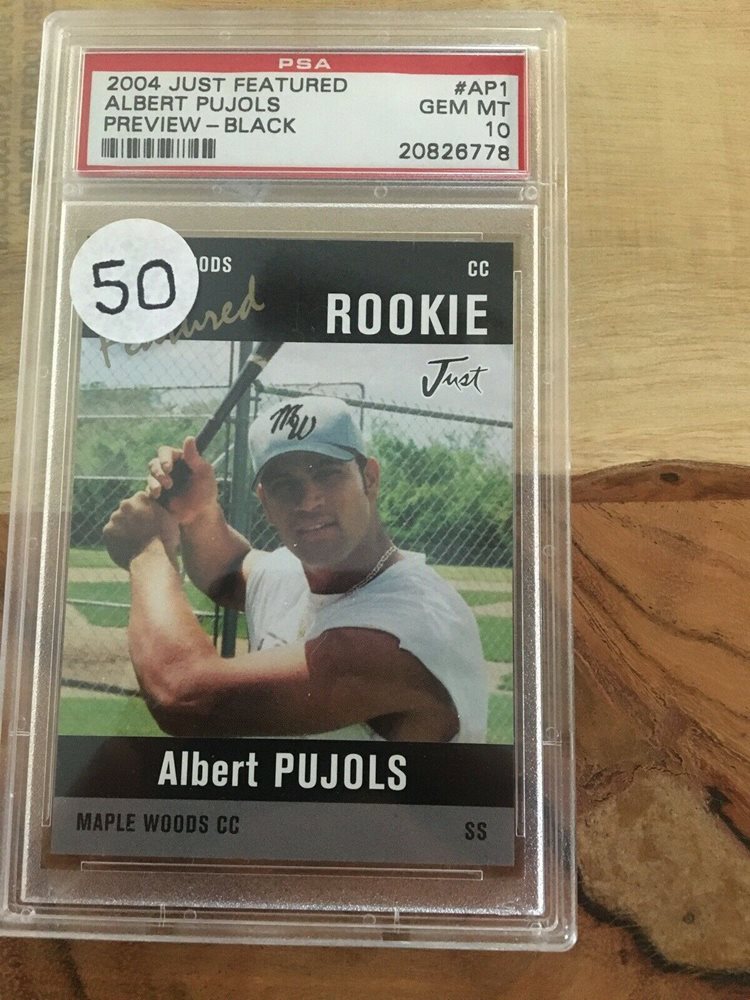 PSA
2004 JUST FEATURED #AP1
ALBERT PUJOLS GEM MT
PREVIEW - BLACK 10
20826778
50
CC
Featured
ROOKIE
Just
MW
Albert PUJOLS
MAPLE WOODS CC SS